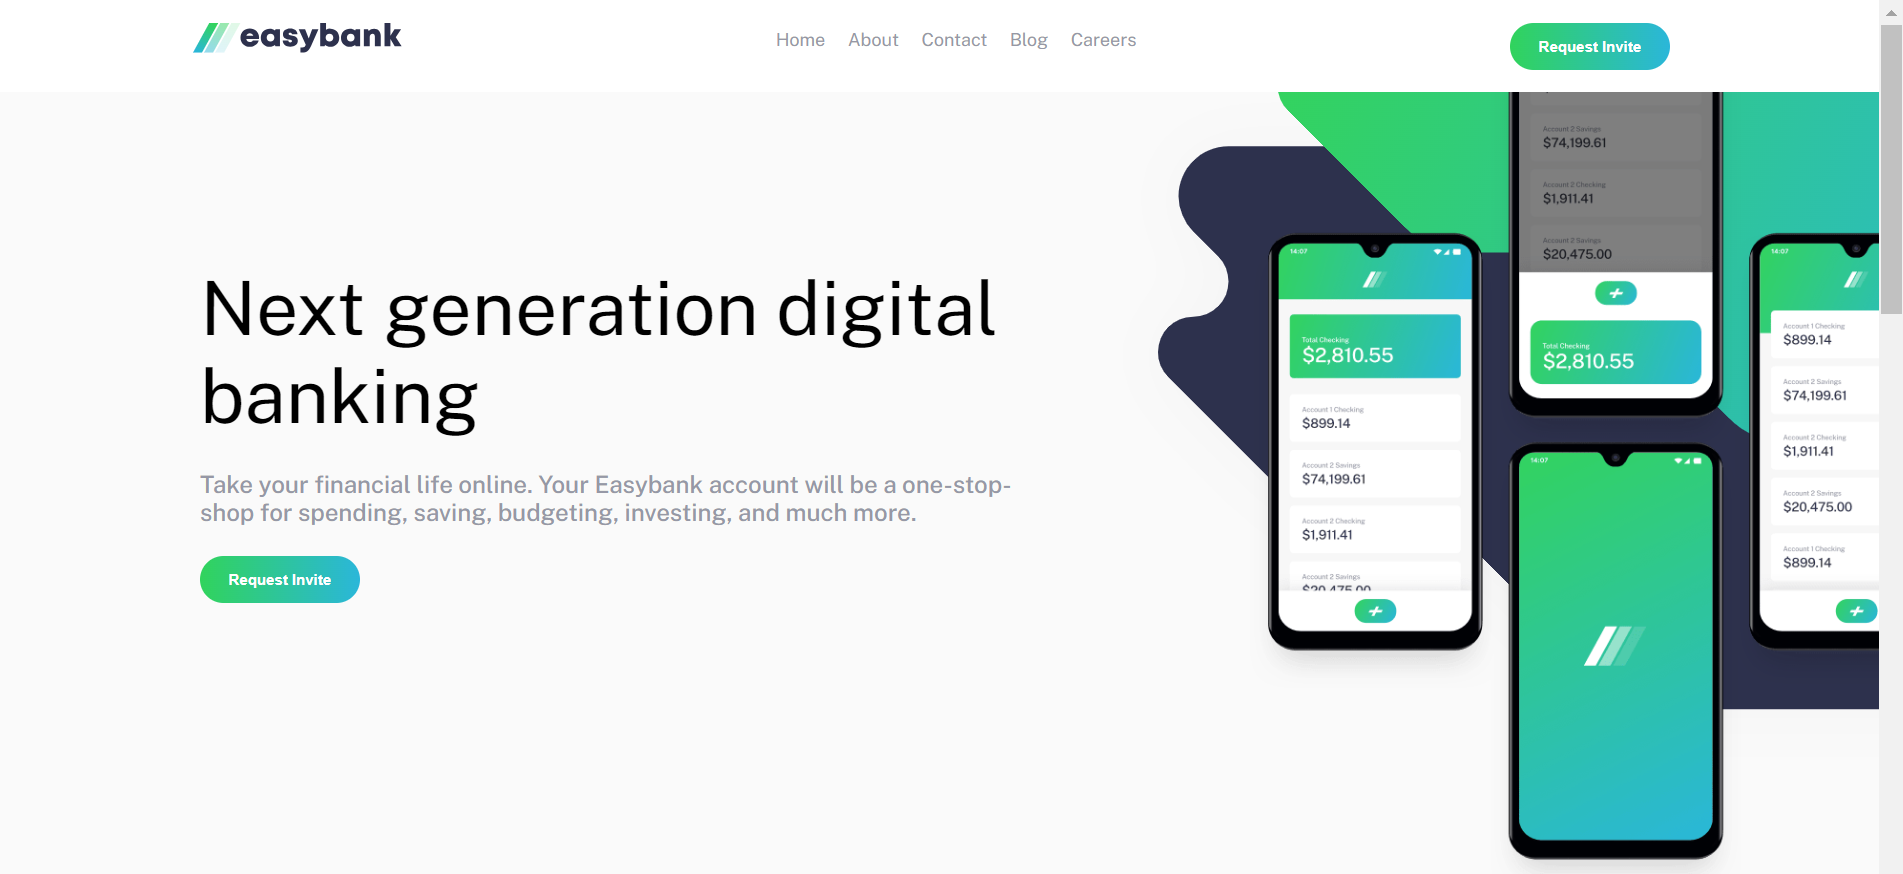 easybank
Home About Contact Blog Careers
Request Invite
Next generation digital
banking
Take your financial life online. Your Easybank account will be a one-stop-
shop for spending, saving, budgeting, investing, and much more.
Request Invite
14:07
Total Checking
$2,810.55
Account 1 Checking
$899.14
Account 2 Savings
$74,199.61
Account 2 Checking
$1,911.41
Account 2 Savings
$20,475.00
Account 2 Savings
$74,199.61
Account 2 Checking
$1,911.41
Account 2 Savings
$20,475.00
Total Checking
$2,810.55
14:07
14:07
Account 1 Checking
$899.14
Account 2 Savings
$74,199.61
Account 2 Checking
$1,911.41
Account 2 Savings
$20,475.00
Account 1 Checking
$899.14